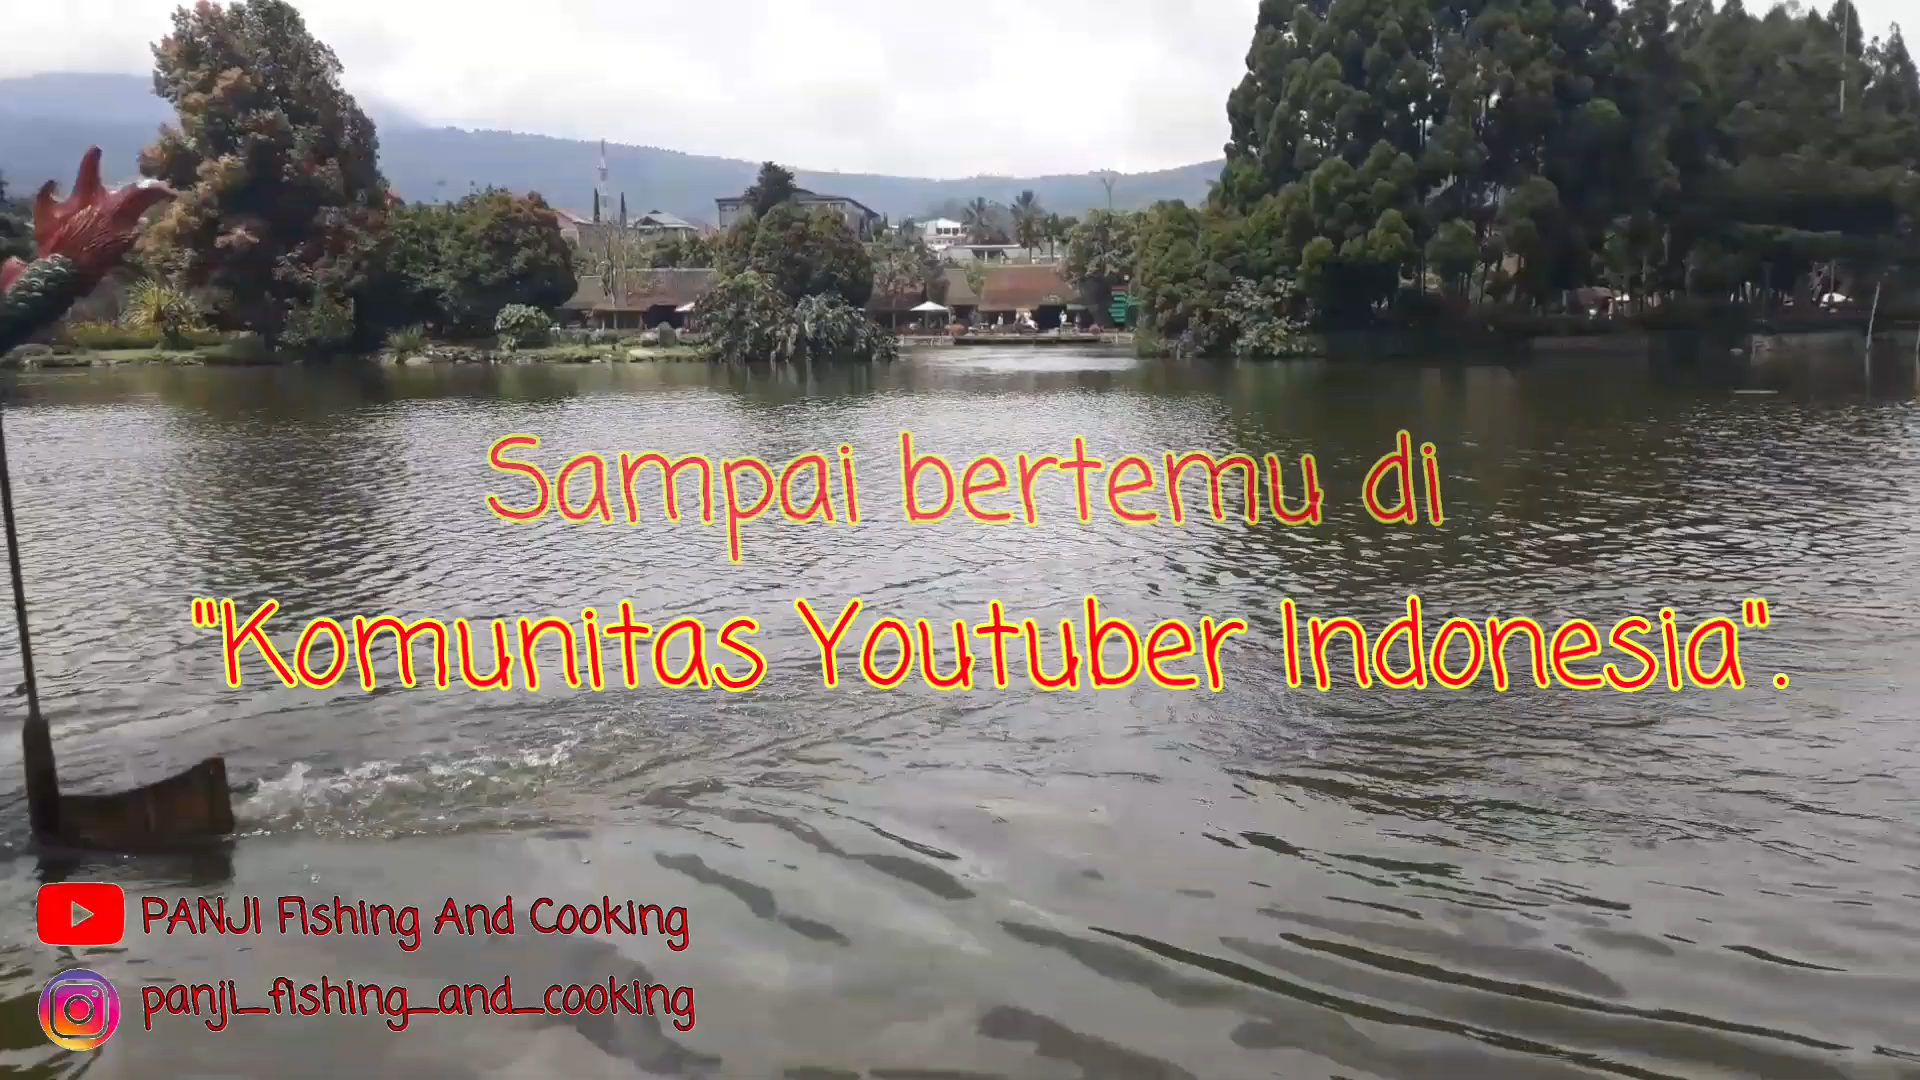 Sampai bertemu di
"Komunitas Youtuber Indonesia".
PANJI Fishing And Cooking
panji_fishing_and_cooking